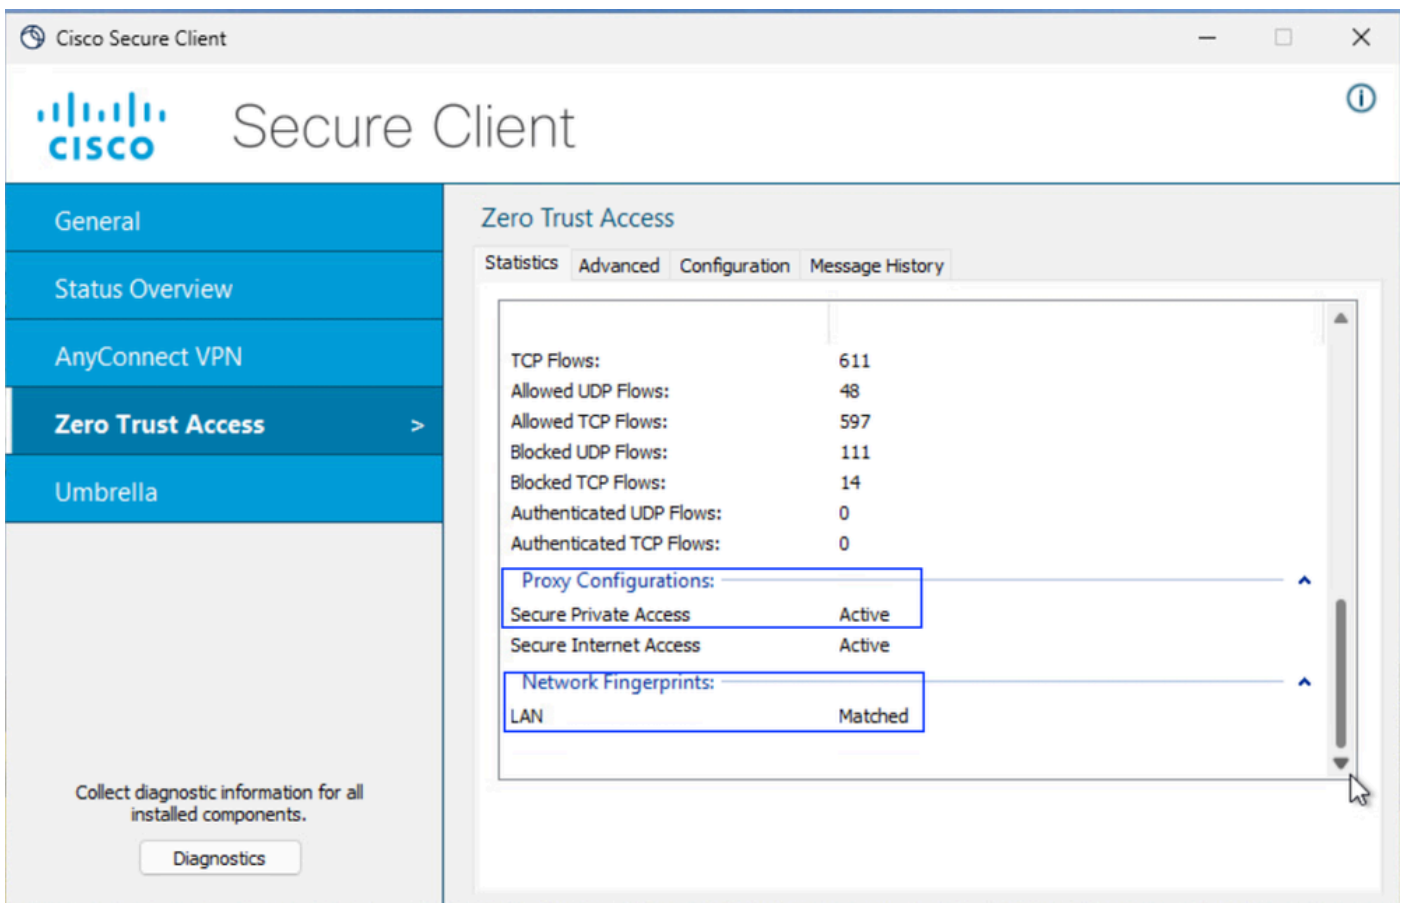 Cisco Secure Client
CISCO
Secure Client
General
Status Overview
AnyConnect VPN
Zero Trust Access >
Umbrella
Collect diagnostic information for all
installed components.
Diagnostics
Zero Trust Access
Statistics Advanced Configuration Message History
TCP Flows: 611
Allowed UDP Flows: 48
Allowed TCP Flows: 597
Blocked UDP Flows: 111
Blocked TCP Flows: 14
Authenticated UDP Flows: 0
Authenticated TCP Flows: 0
Proxy Configurations:
Secure Private Access Active
Secure Internet Access Active
Network Fingerprints:
LAN Matched